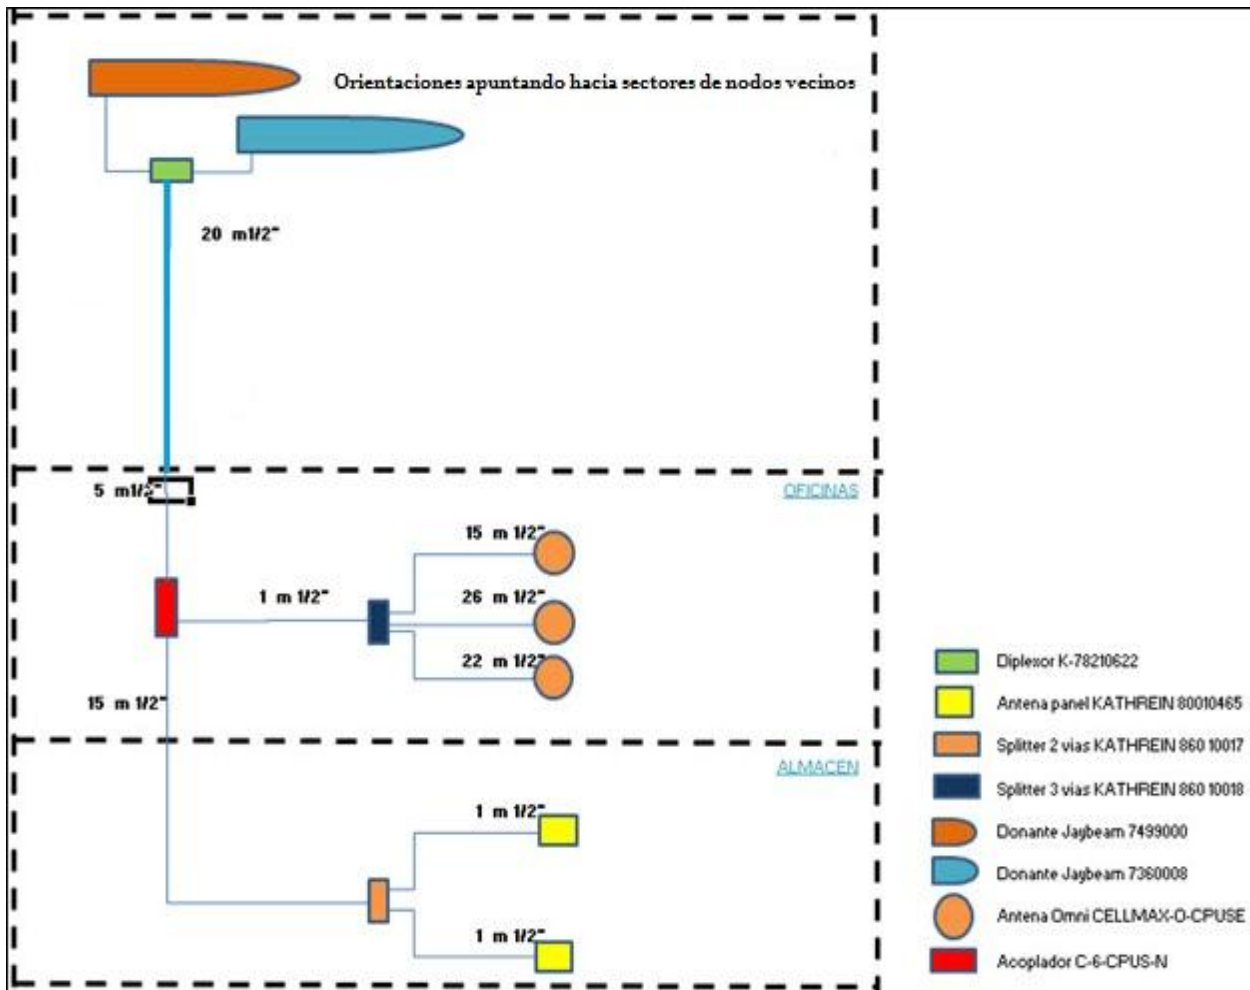 Orientaciones apuntando hacia sectores de nodos vecinos
20 m1/2"
5 m1/2"
OFICINAS
15 m 1/2"
1 m 1/2"
26 m 1/2"
22 m 1/2"
15 m 1/2"
ALMACEN
1 m 1/2"
1 m 1/2"
Diplexor K-78210622
Antena panel KATHREIN 80010465
Splitter 2 vias KATHREIN 860 10017
Splitter 3 vias KATHREIN 860 10018
Donante Jaybeam 7499000
Donante Jaybeam 7360008
Antena Omni CELLMAX-O-CPUSE
Acoplador C-6-CPUS-N